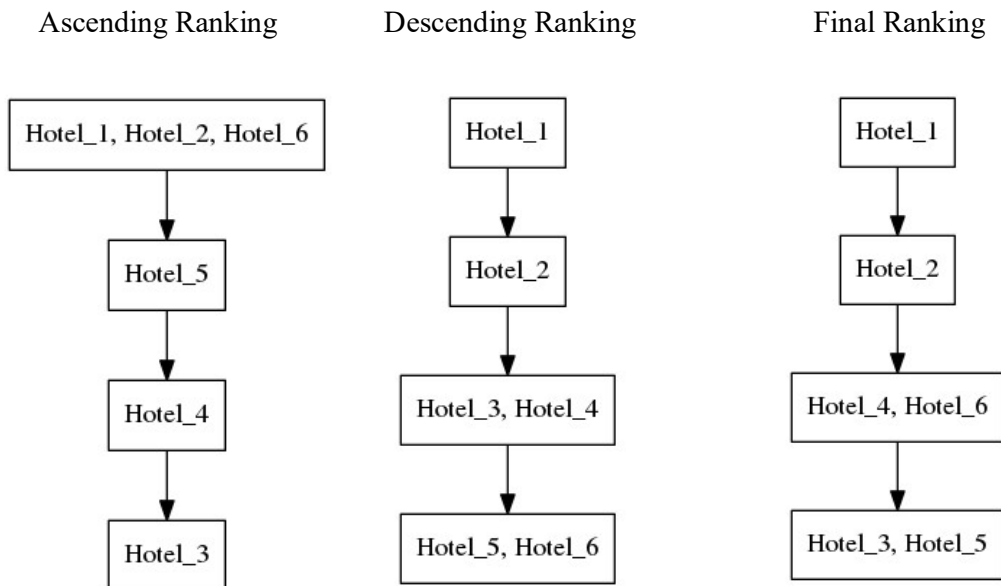 Ascending Ranking
Descending Ranking
Final Ranking
Hotel_1, Hotel_2, Hotel_6
Hotel_5
Hotel_4
Hotel_3
Hotel_1
Hotel_2
Hotel_3, Hotel_4
Hotel_5, Hotel_6
Hotel_1
Hotel_2
Hotel_4, Hotel_6
Hotel_3, Hotel_5